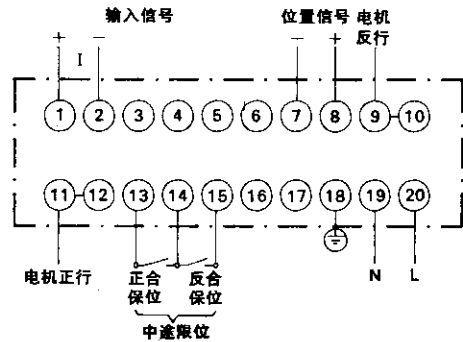 输入信号 位置信号 电机
反行
+ I − − +
1 2 3 4 5 6 7 8 9 10
11 12 13 14 15 16 17 18 19 20
电机正行 正合 反合 N L
保位 保位
中途限位